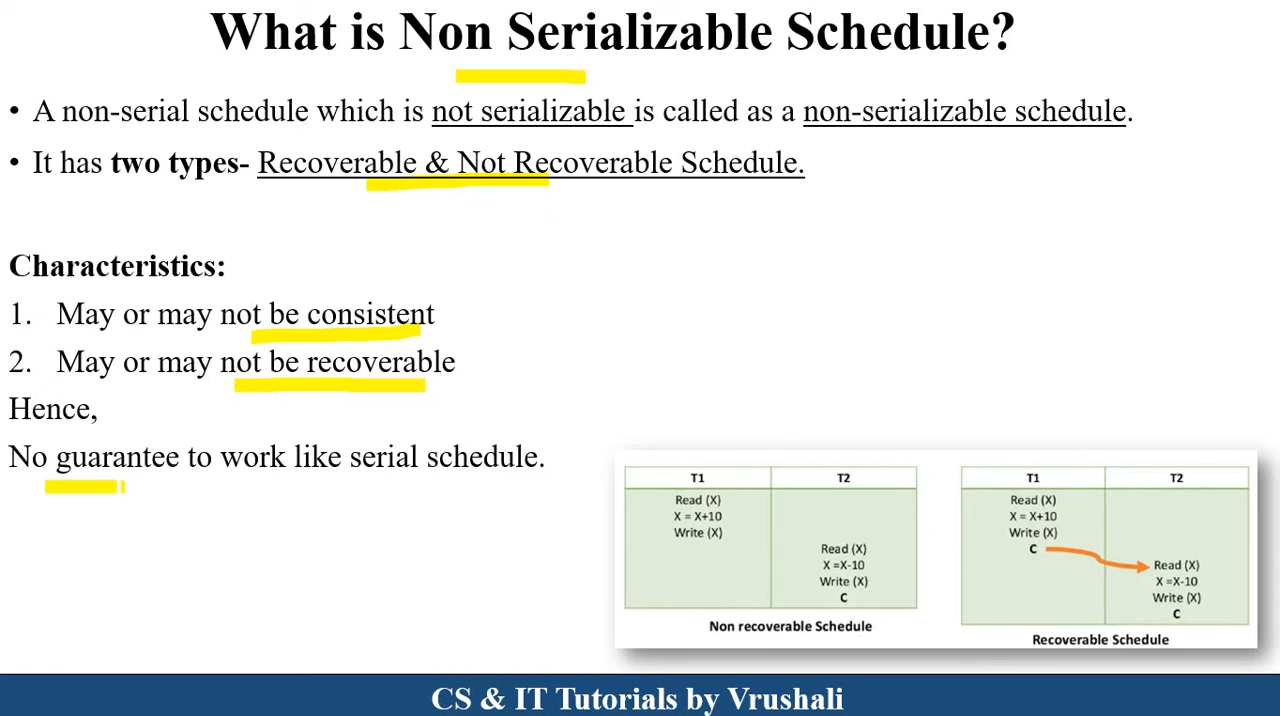 What is Non Serializable Schedule?
• A non-serial schedule which is not serializable is called as a non-serializable schedule.
• It has two types- Recoverable & Not Recoverable Schedule.
Characteristics:
1. May or may not be consistent
2. May or may not be recoverable
Hence,
No guarantee to work like serial schedule.
T1 T2
Read (X)
X = X+10
Write (X)
Read (X)
X =X-10
Write (X)
C
Non recoverable Schedule
T1 T2
Read (X)
X = X+10
Write (X)
C
Read (X)
X =X-10
Write (X)
C
Recoverable Schedule
CS & IT Tutorials by Vrushali